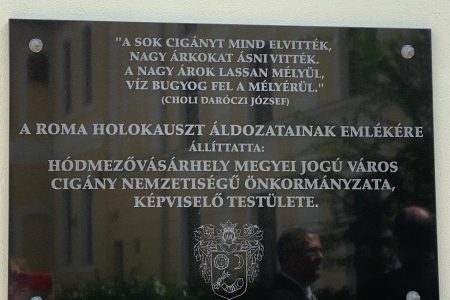 "A SOK CIGÁNYT MIND ELVITTÉK,
NAGY ÁRKOKAT ÁSNI VITTÉK.
A NAGY ÁROK LASSAN MÉLYÜL,
VÍZ BUGYOG FEL A MÉLYÉRÜL."
(CHOLI DARÓCZI JÓZSEF)
A ROMA HOLOKAUSZT ÁLDOZATAINAK EMLÉKÉRE
ÁLLÍTTATTA:
HÓDMEZŐVÁSÁRHELY MEGYEI JOGÚ VÁROS
CIGÁNY NEMZETISÉGŰ ÖNKORMÁNYZATA,
KÉPVISELŐ TESTÜLETE.